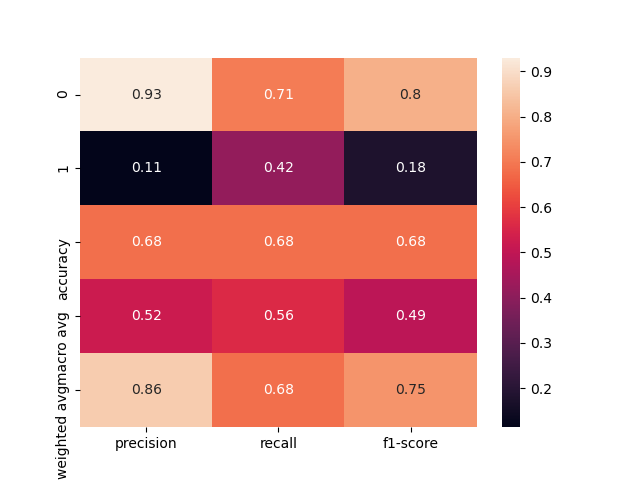 0 0.93 0.71 0.8
1 0.11 0.42 0.18
accuracy 0.68 0.68 0.68
macro avg 0.52 0.56 0.49
weighted avg 0.86 0.68 0.75
precision recall f1-score
0.9
0.8
0.7
0.6
0.5
0.4
0.3
0.2